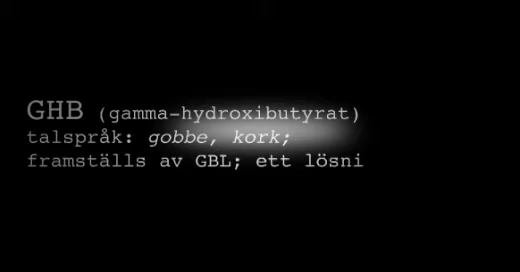 GHB (gamma-hydroxibutyrat)
talspråk: gobbe, kork;
framställs av GBL; ett lösni